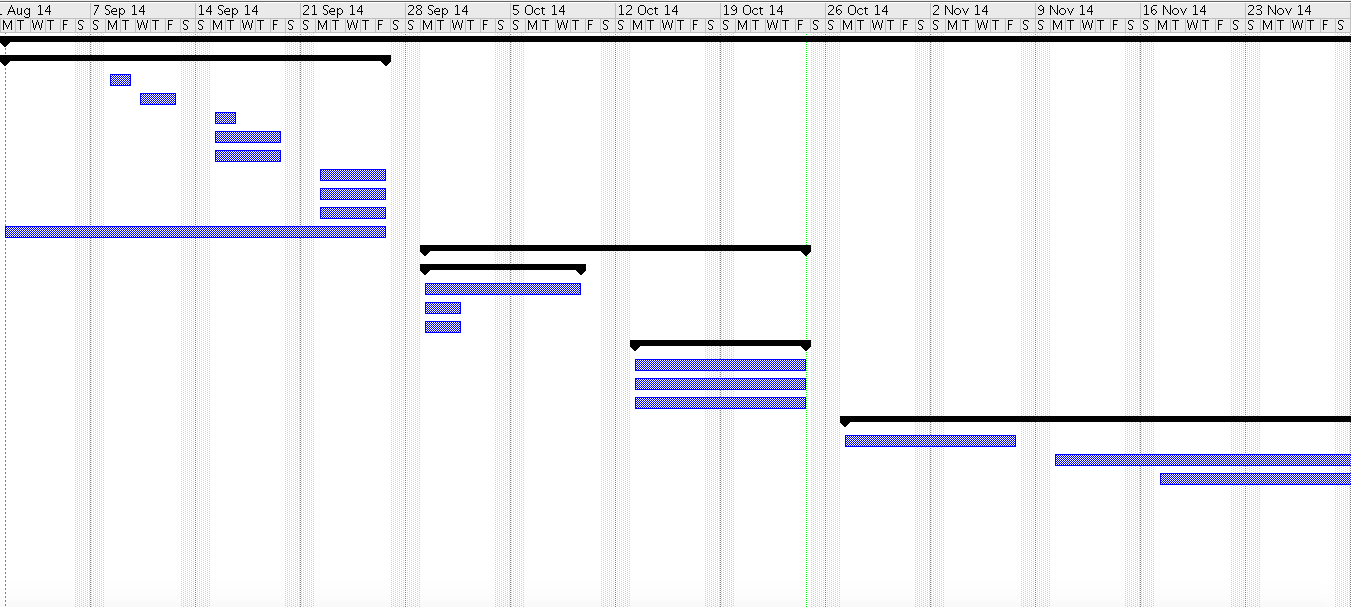 Aug 14 7 Sep 14 14 Sep 14 21 Sep 14 28 Sep 14 5 Oct 14 12 Oct 14 19 Oct 14 26 Oct 14 2 Nov 14 9 Nov 14 16 Nov 14 23 Nov 14
M T W T F S S M T W T F S S M T W T F S S M T W T F S S M T W T F S S M T W T F S S M T W T F S S M T W T F S S M T W T F S S M T W T F S S M T W T F S S M T W T F S S M T W T F S